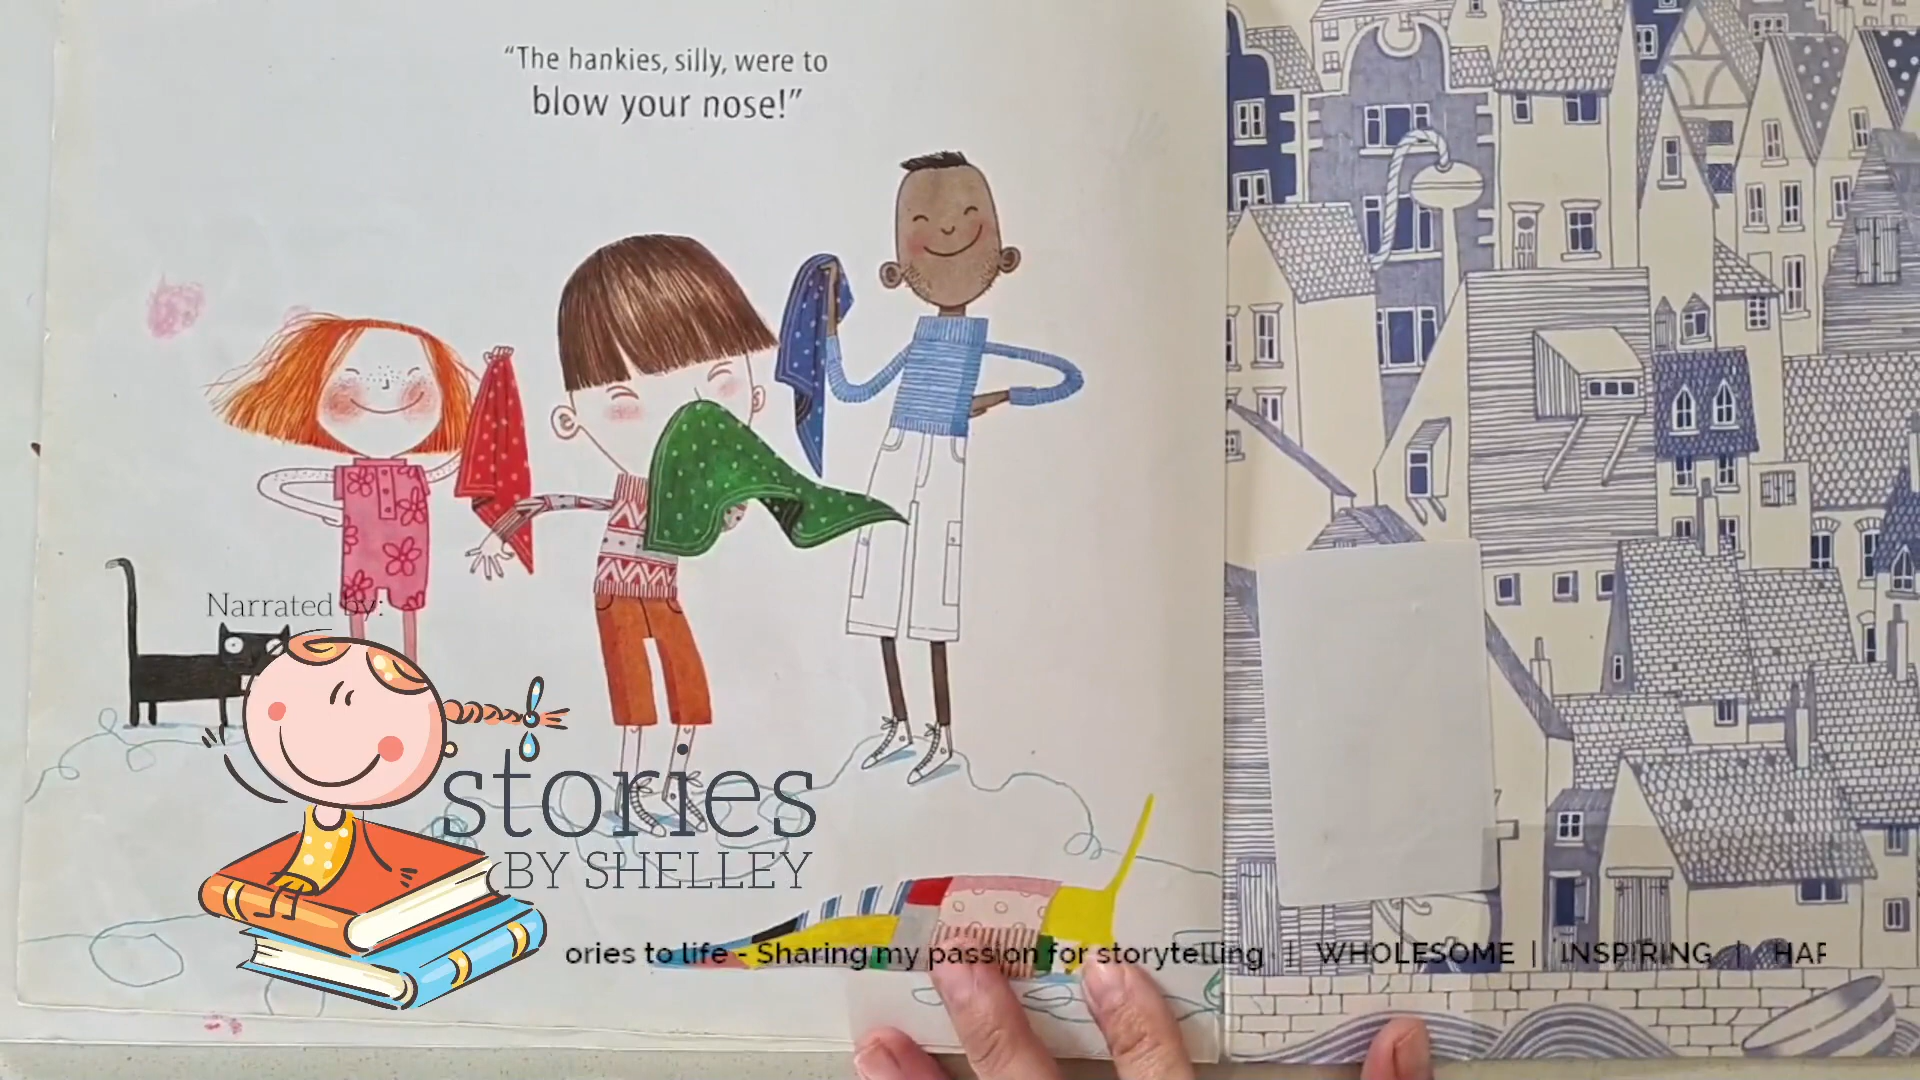 “The hankies, silly, were to
blow your nose!”
Narrated by:
stories
BY SHELLEY
ories to life - Sharing my passion for storytelling | WHOLESOME | INSPIRING | HAP